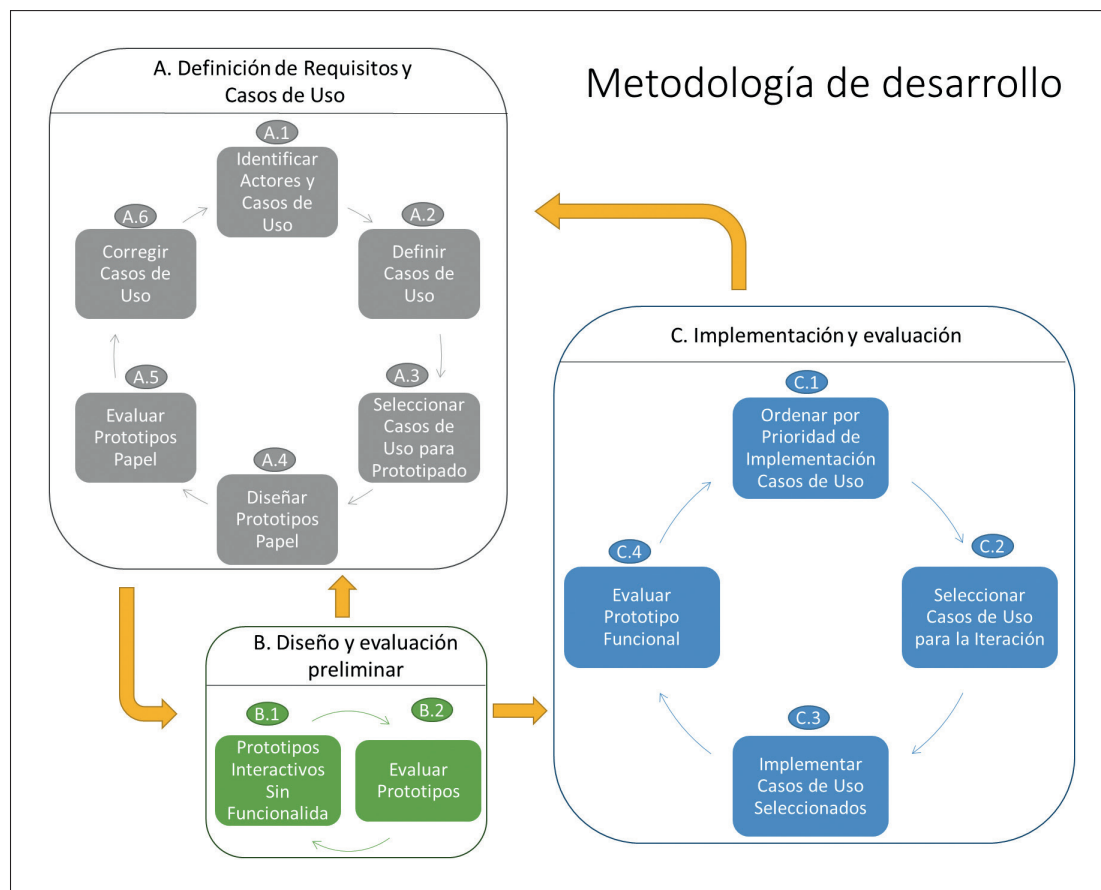 Metodología de desarrollo
A. Definición de Requisitos y
Casos de Uso
A.1
Identificar
Actores y
Casos de
Uso
A.2
Definir
Casos de
Uso
A.3
Seleccionar
Casos de
Uso para
Prototipado
A.4
Diseñar
Prototipos
Papel
A.5
Evaluar
Prototipos
Papel
A.6
Corregir
Casos de
Uso
B. Diseño y evaluación
preliminar
B.1
Prototipos
Interactivos
Sin
Funcionalida
B.2
Evaluar
Prototipos
C. Implementación y evaluación
C.1
Ordenar por
Prioridad de
Implementación
Casos de Uso
C.2
Seleccionar
Casos de Uso
para la Iteración
C.3
Implementar
Casos de Uso
Seleccionados
C.4
Evaluar
Prototipo
Funcional